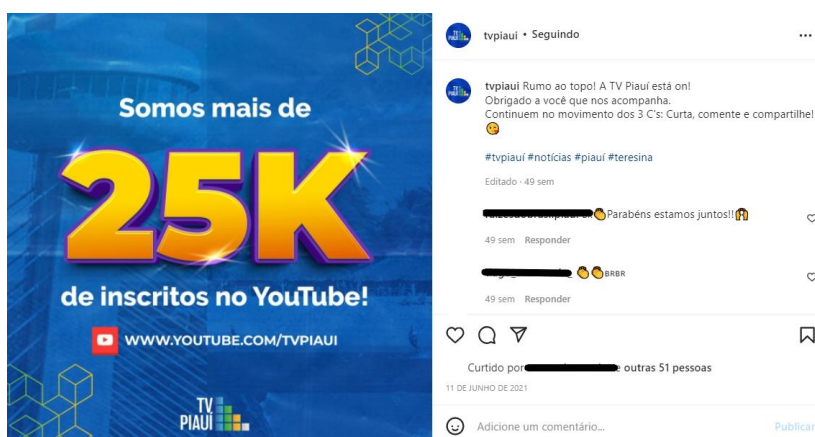 Somos mais de
25K
de inscritos no YouTube!
WWW.YOUTUBE.COM/TVPIAUI
TV
PIAUÍ
tvpiaui • Seguindo
tvpiaui Rumo ao topo! A TV Piauí está on!
Obrigado a você que nos acompanha.
Continuem no movimento dos 3 C's: Curta, comente e compartilhe!
#tvpiauí #notícias #piauí #teresina
Editado · 49 sem
Parabéns estamos juntos!!
49 sem Responder
BRBR
49 sem Responder
Curtido por e outras 51 pessoas
11 DE JUNHO DE 2021
Adicione um comentário... Publicar